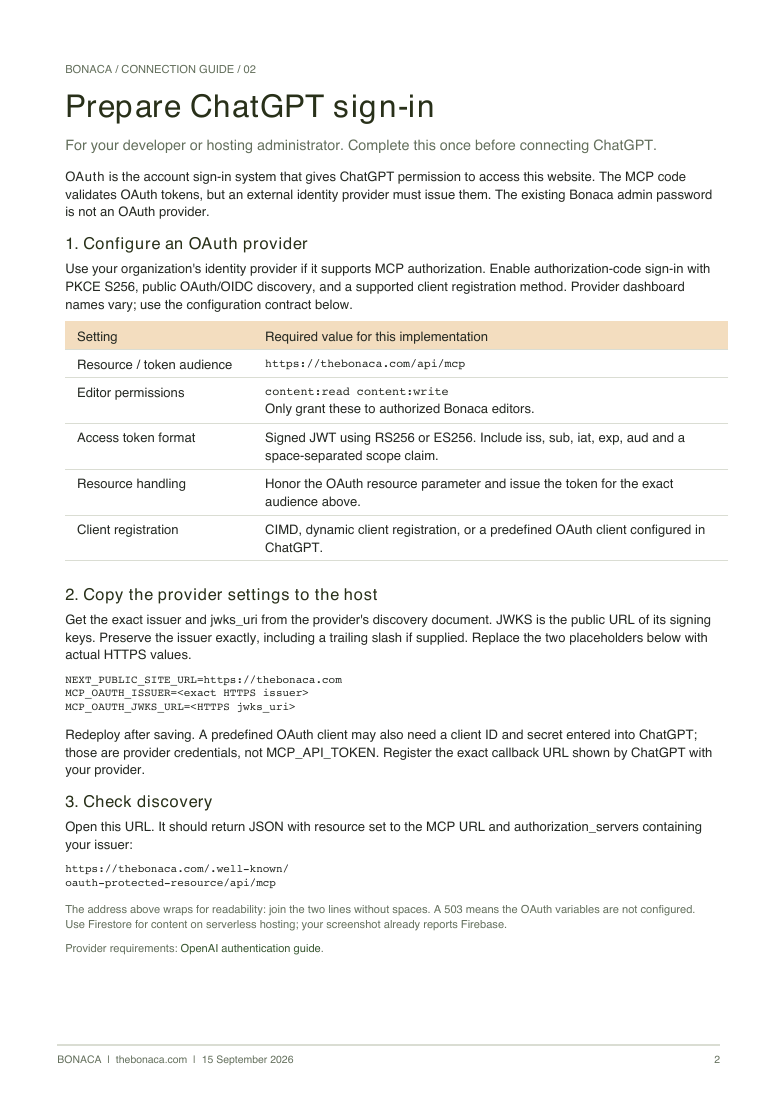 BONACA / CONNECTION GUIDE / 02
Prepare ChatGPT sign-in
For your developer or hosting administrator. Complete this once before connecting ChatGPT.
OAuth is the account sign-in system that gives ChatGPT permission to access this website. The MCP code
validates OAuth tokens, but an external identity provider must issue them. The existing Bonaca admin password
is not an OAuth provider.
1. Configure an OAuth provider
Use your organization's identity provider if it supports MCP authorization. Enable authorization-code sign-in with
PKCE S256, public OAuth/OIDC discovery, and a supported client registration method. Provider dashboard
names vary; use the configuration contract below.
Setting Required value for this implementation
Resource / token audience https://thebonaca.com/api/mcp
Editor permissions content:read content:write
Only grant these to authorized Bonaca editors.
Access token format Signed JWT using RS256 or ES256. Include iss, sub, iat, exp, aud and a
space-separated scope claim.
Resource handling Honor the OAuth resource parameter and issue the token for the exact
audience above.
Client registration CIMD, dynamic client registration, or a predefined OAuth client configured in
ChatGPT.
2. Copy the provider settings to the host
Get the exact issuer and jwks_uri from the provider's discovery document. JWKS is the public URL of its signing
keys. Preserve the issuer exactly, including a trailing slash if supplied. Replace the two placeholders below with
actual HTTPS values.
NEXT_PUBLIC_SITE_URL=https://thebonaca.com
MCP_OAUTH_ISSUER=<exact HTTPS issuer>
MCP_OAUTH_JWKS_URL=<HTTPS jwks_uri>
Redeploy after saving. A predefined OAuth client may also need a client ID and secret entered into ChatGPT;
those are provider credentials, not MCP_API_TOKEN. Register the exact callback URL shown by ChatGPT with
your provider.
3. Check discovery
Open this URL. It should return JSON with resource set to the MCP URL and authorization_servers containing
your issuer:
https://thebonaca.com/.well-known/
oauth-protected-resource/api/mcp
The address above wraps for readability: join the two lines without spaces. A 503 means the OAuth variables are not configured.
Use Firestore for content on serverless hosting; your screenshot already reports Firebase.
Provider requirements: OpenAI authentication guide.
BONACA | thebonaca.com | 15 September 2026 2